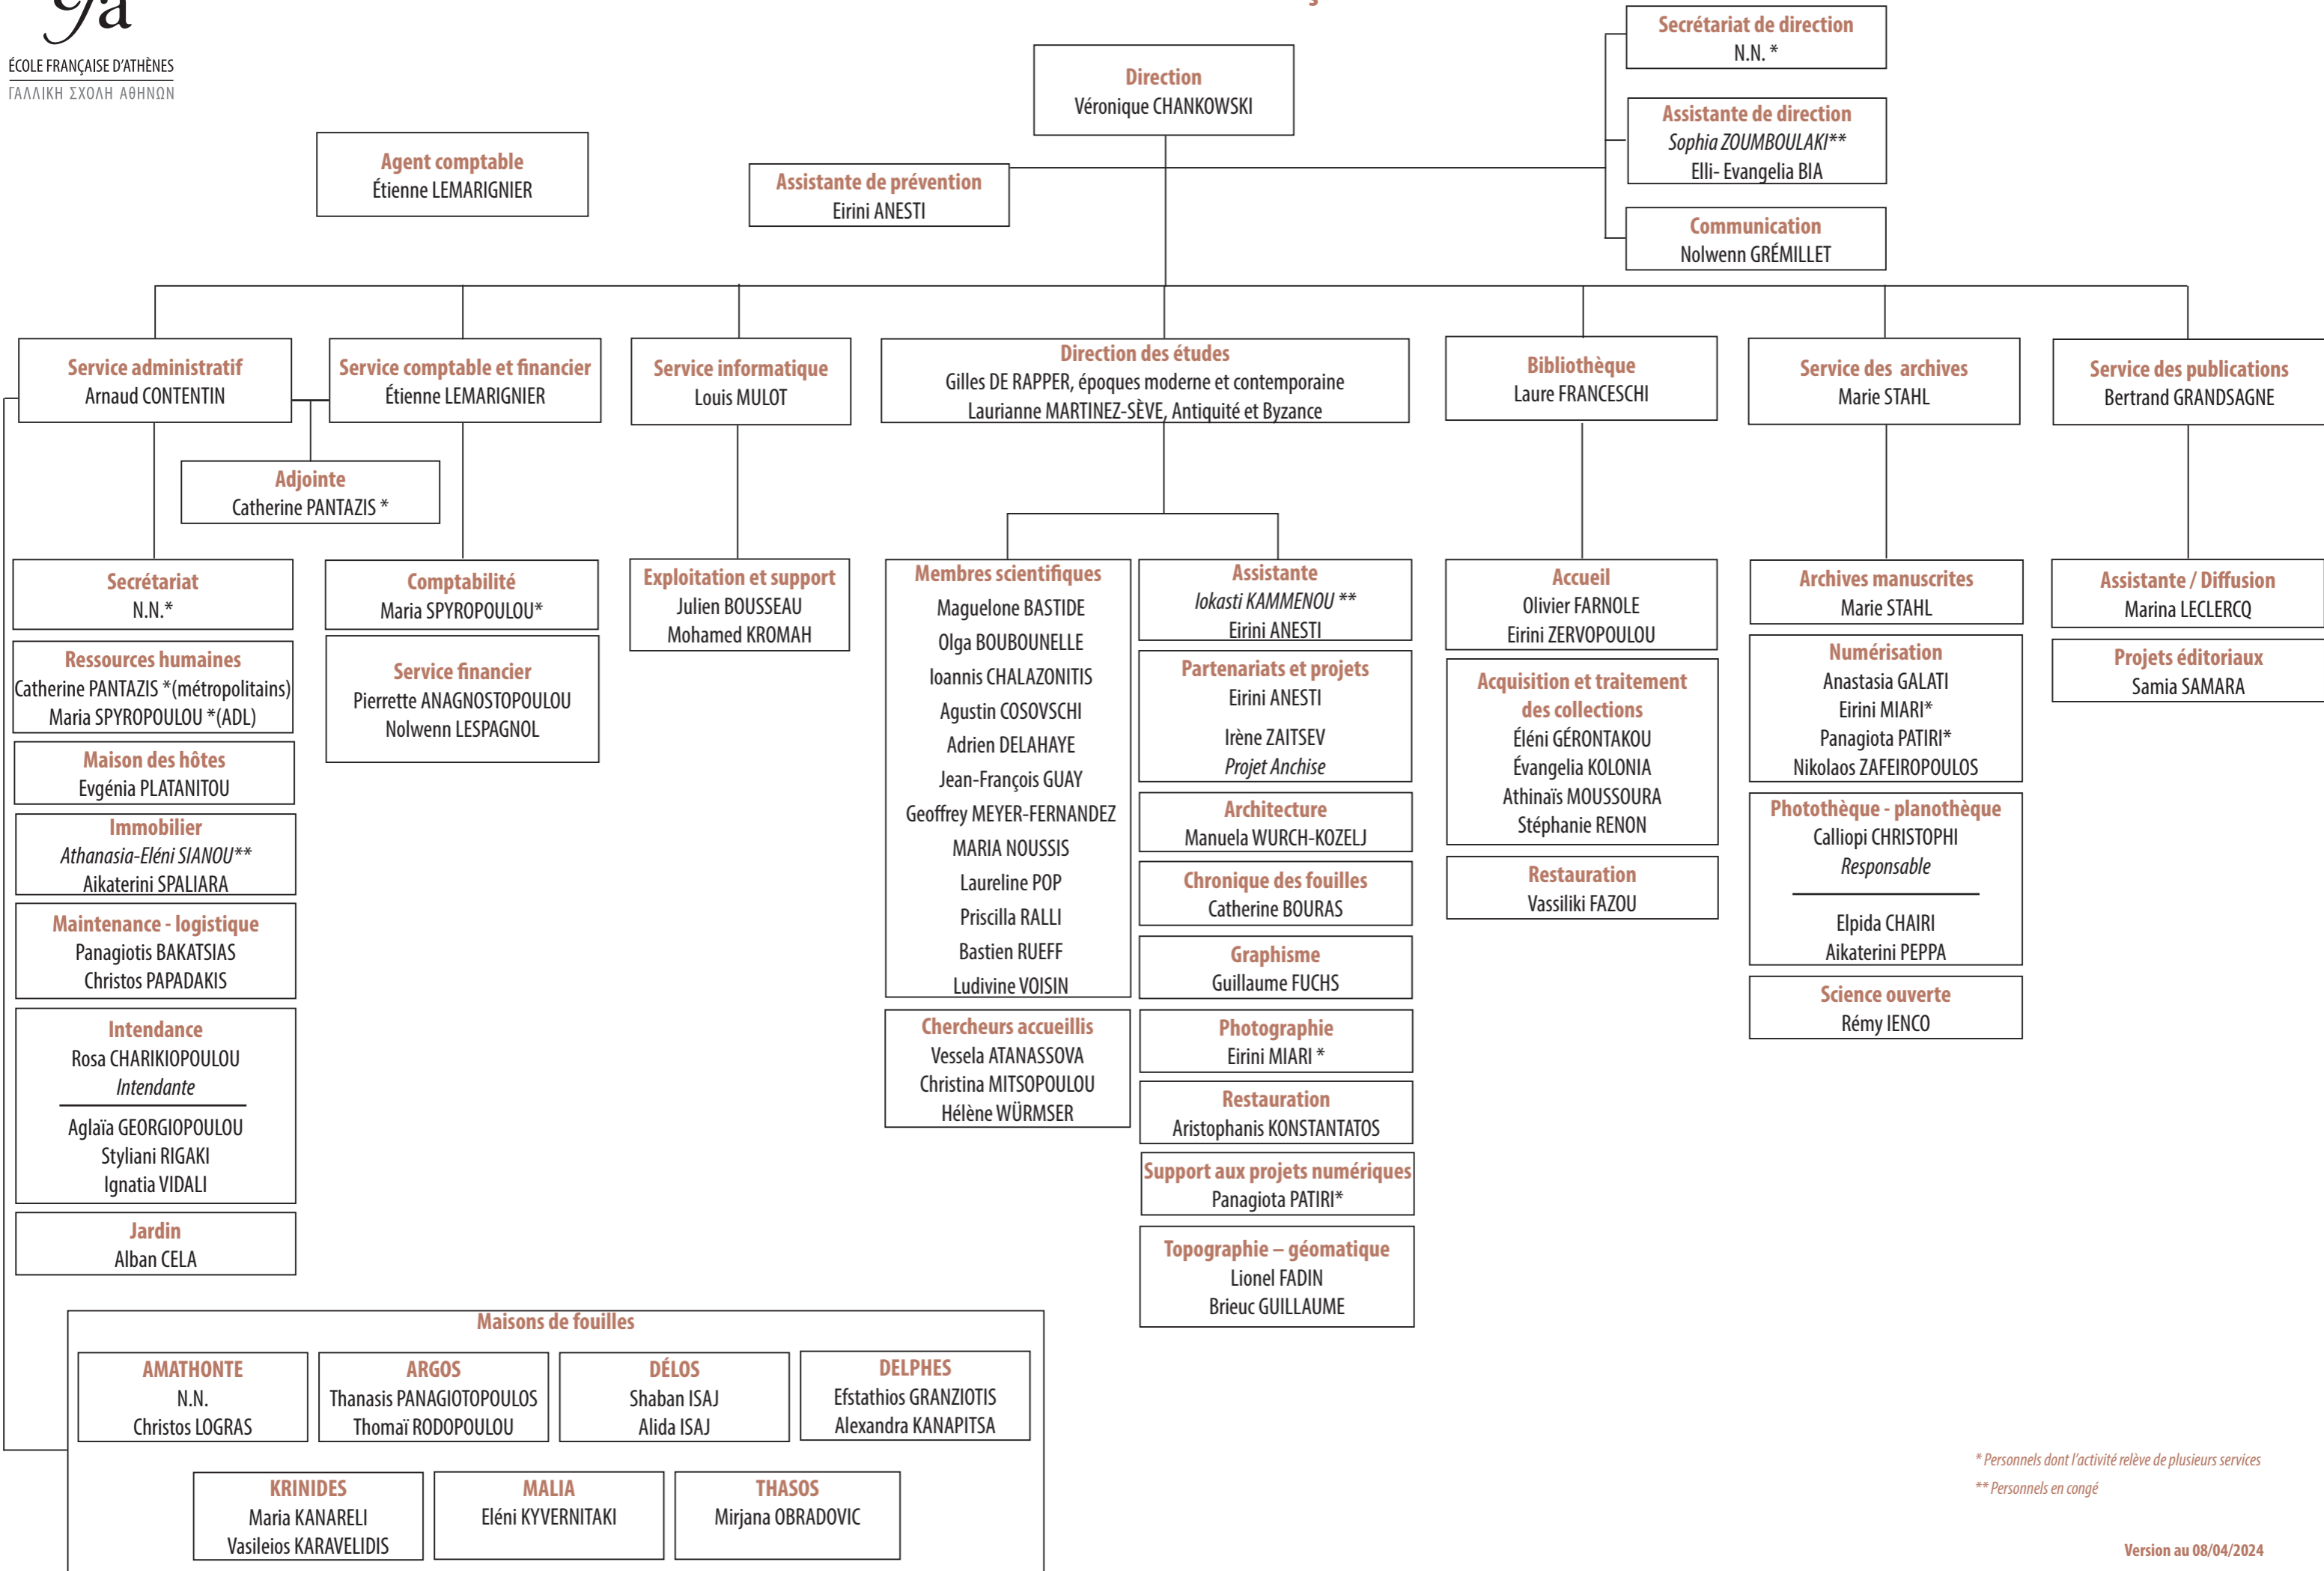 éfa
ÉCOLE FRANÇAISE D'ATHÈNES
ΓΑΛΛΙΚΗ ΣΧΟΛΗ ΑΘΗΝΩΝ
Direction
Véronique CHANKOWSKI
Secrétariat de direction
N.N. *
Assistante de direction
Sophia ZOUMBOULAKI**
Elli- Evangelia BIA
Communication
Nolwenn GRÉMILLET
Agent comptable
Étienne LEMARIGNIER
Assistante de prévention
Eirini ANESTI
Service administratif
Arnaud CONTENTIN
Service comptable et financier
Étienne LEMARIGNIER
Service informatique
Louis MULOT
Direction des études
Gilles DE RAPPER, époques moderne et contemporaine
Laurianne MARTINEZ-SÈVE, Antiquité et Byzance
Bibliothèque
Laure FRANCESCHI
Service des archives
Marie STAHL
Service des publications
Bertrand GRANDSAGNE
Adjointe
Catherine PANTAZIS *
Secrétariat
N.N.*
Ressources humaines
Catherine PANTAZIS *(métropolitains)
Maria SPYROPOULOU *(ADL)
Maison des hôtes
Evgénia PLATANITOU
Immobilier
Athanasia-Eléni SIANOU**
Aikaterini SPALIARA
Maintenance - logistique
Panagiotis BAKATSIAS
Christos PAPADAKIS
Intendance
Rosa CHARIKIOPOULOU
Intendante
Aglaïa GEORGIOPOULOU
Styliani RIGAKI
Ignatia VIDALI
Jardin
Alban CELA
Comptabilité
Maria SPYROPOULOU*
Service financier
Pierrette ANAGNOSTOPOULOU
Nolwenn LESPAGNOL
Exploitation et support
Julien BOUSSEAU
Mohamed KROMAH
Membres scientifiques
Maguelone BASTIDE
Olga BOUBOUNELLE
Ioannis CHALAZONITIS
Agustin COSOVSCHI
Adrien DELAHAYE
Jean-François GUAY
Geoffrey MEYER-FERNANDEZ
MARIA NOUSSIS
Laureline POP
Priscilla RALLI
Bastien RUEFF
Ludivine VOISIN
Chercheurs accueillis
Vessela ATANASSOVA
Christina MITSOPOULOU
Hélène WÜRMSER
Assistante
Iokasti KAMMENOU **
Eirini ANESTI
Partenariats et projets
Eirini ANESTI
Irène ZAITSEV
Projet Anchise
Architecture
Manuela WURCH-KOZELJ
Chronique des fouilles
Catherine BOURAS
Graphisme
Guillaume FUCHS
Photographie
Eirini MIARI *
Restauration
Aristophanis KONSTANTATOS
Support aux projets numériques
Panagiota PATIRI*
Topographie – géomatique
Lionel FADIN
Brieuc GUILLAUME
Accueil
Olivier FARNOLE
Eirini ZERVOPOULOU
Acquisition et traitement
des collections
Éléni GÉRONTAKOU
Évangelia KOLONIA
Athinaïs MOUSSOURA
Stéphanie RENON
Restauration
Vassiliki FAZOU
Archives manuscrites
Marie STAHL
Numérisation
Anastasia GALATI
Eirini MIARI*
Panagiota PATIRI*
Nikolaos ZAFEIROPOULOS
Photothèque - planothèque
Calliopi CHRISTOPHI
Responsable
Elpida CHAIRI
Aikaterini PEPPA
Science ouverte
Rémy IENCO
Assistante / Diffusion
Marina LECLERCQ
Projets éditoriaux
Samia SAMARA
Maisons de fouilles
AMATHONTE
N.N.
Christos LOGRAS
ARGOS
Thanasis PANAGIOTOPOULOS
Thomaï RODOPOULOU
DÉLOS
Shaban ISAJ
Alida ISAJ
DELPHES
Efstathios GRANZIOTIS
Alexandra KANAPITSA
KRINIDES
Maria KANARELI
Vasileios KARAVELIDIS
MALIA
Eléni KYVERNITAKI
THASOS
Mirjana OBRADOVIC
* Personnels dont l'activité relève de plusieurs services
** Personnels en congé
Version au 08/04/2024